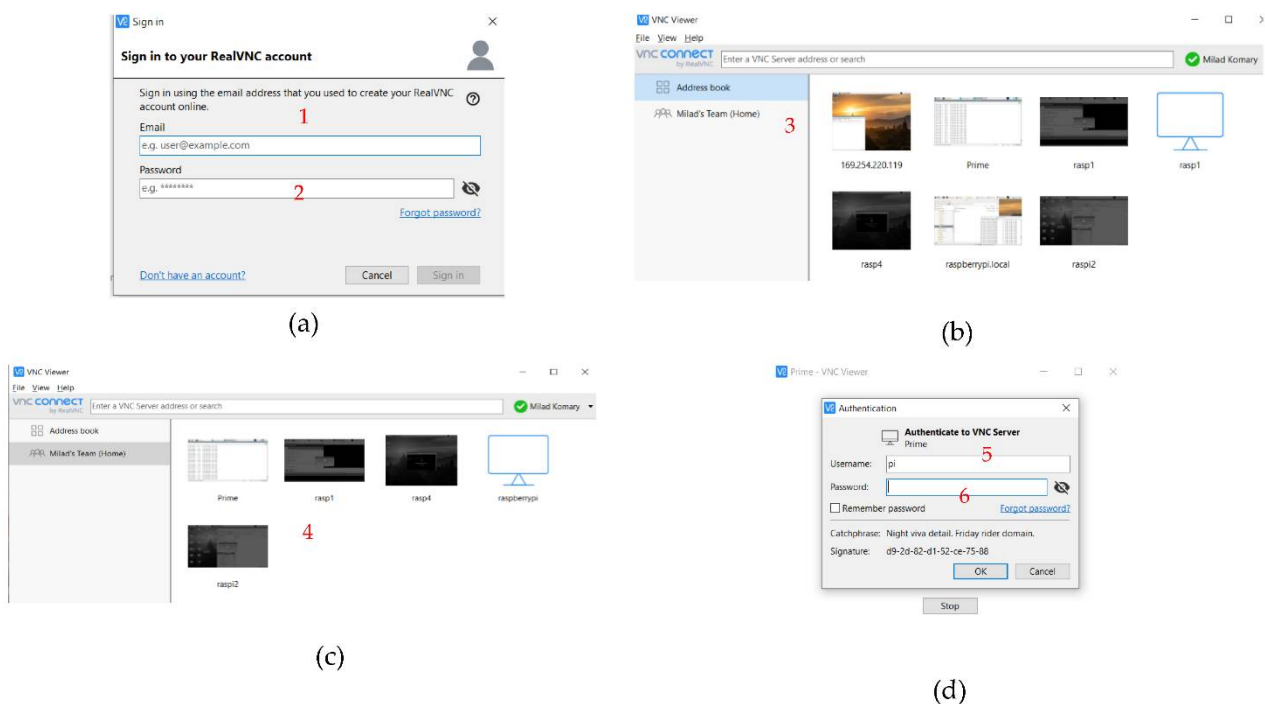 Sign in
Sign in to your RealVNC account
Sign in using the email address that you used to create your RealVNC
account online.
1
Email
e.g. user@example.com
Password
e.g. ********
2
Forgot password?
Don't have an account?
Cancel
Sign in
(a)
VNC Viewer
File View Help
VNC CONNECT
by RealVNC
Enter a VNC Server address or search
Milad Komary
Address book
Milad's Team (Home)
3
169.254.220.119
Prime
rasp1
rasp1
rasp4
raspberrypi.local
raspi2
(b)
VNC Viewer
File View Help
VNC CONNECT
by RealVNC
Enter a VNC Server address or search
Milad Komary
Address book
Milad's Team (Home)
Prime
rasp1
rasp4
raspberrypi
4
raspi2
(c)
Prime - VNC Viewer
Authentication
Authenticate to VNC Server
Prime
5
Username: pi
Password:
6
Remember password
Forgot password?
Catchphrase: Night viva detail. Friday rider domain.
Signature: d9-2d-82-d1-52-ce-75-88
OK
Cancel
Stop
(d)